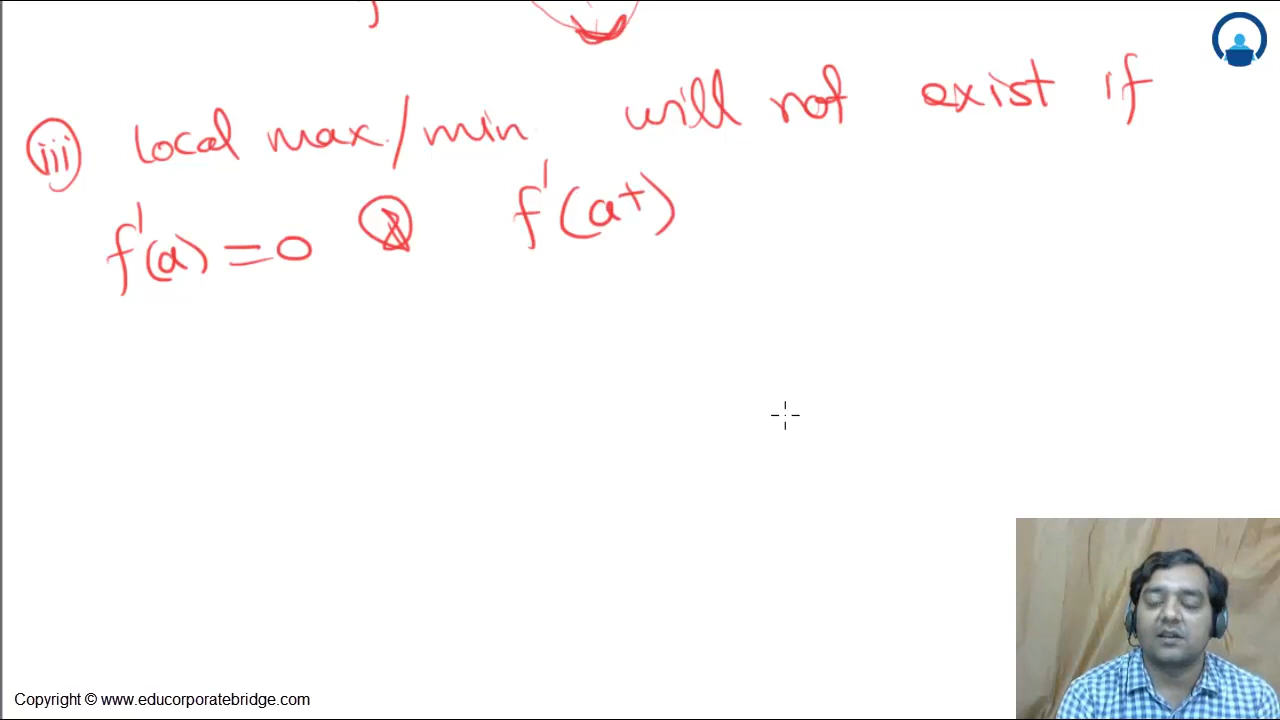 iii local max./min will not exist if
f'(a) = 0 & f'(a+)
Copyright © www.educorporatebridge.com